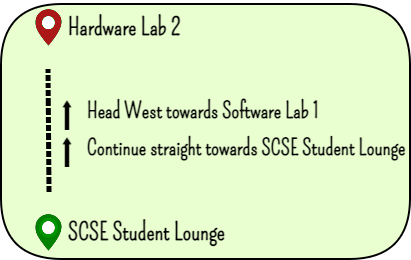 Hardware Lab 2
Head West towards Software Lab 1
Continue straight towards SCSE Student Lounge
SCSE Student Lounge